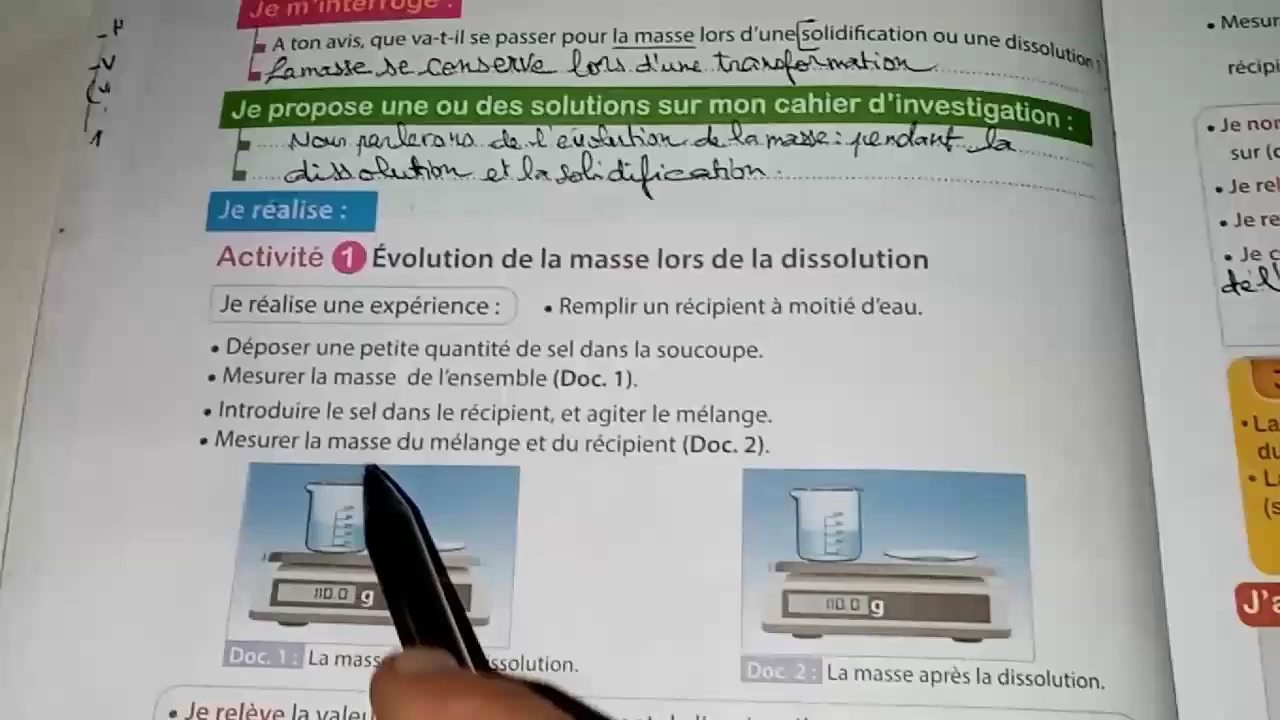 Je m'interroge :
A ton avis, que va-t-il se passer pour la masse lors d'une solidification ou une dissolution ?
La masse se conserve lors d'une transformation
Je propose une ou des solutions sur mon cahier d'investigation :
Nous parlerons de l'évolution de la masse : pendant la
dissolution et la solidification.
Je réalise :
Activité 1 Évolution de la masse lors de la dissolution
Je réalise une expérience : • Remplir un récipient à moitié d'eau.
• Déposer une petite quantité de sel dans la soucoupe.
• Mesurer la masse de l'ensemble (Doc. 1).
• Introduire le sel dans le récipient, et agiter le mélange.
• Mesurer la masse du mélange et du récipient (Doc. 2).
110.0 g
110.0 g
Doc. 1 : La mass ssolution.
Doc. 2 : La masse après la dissolution.
• Je relève la valeu
• Mesur
récipi
• Je nor
sur (c
• Je rel
• Je re
• Je c
• La
du
• L
(s
J'a